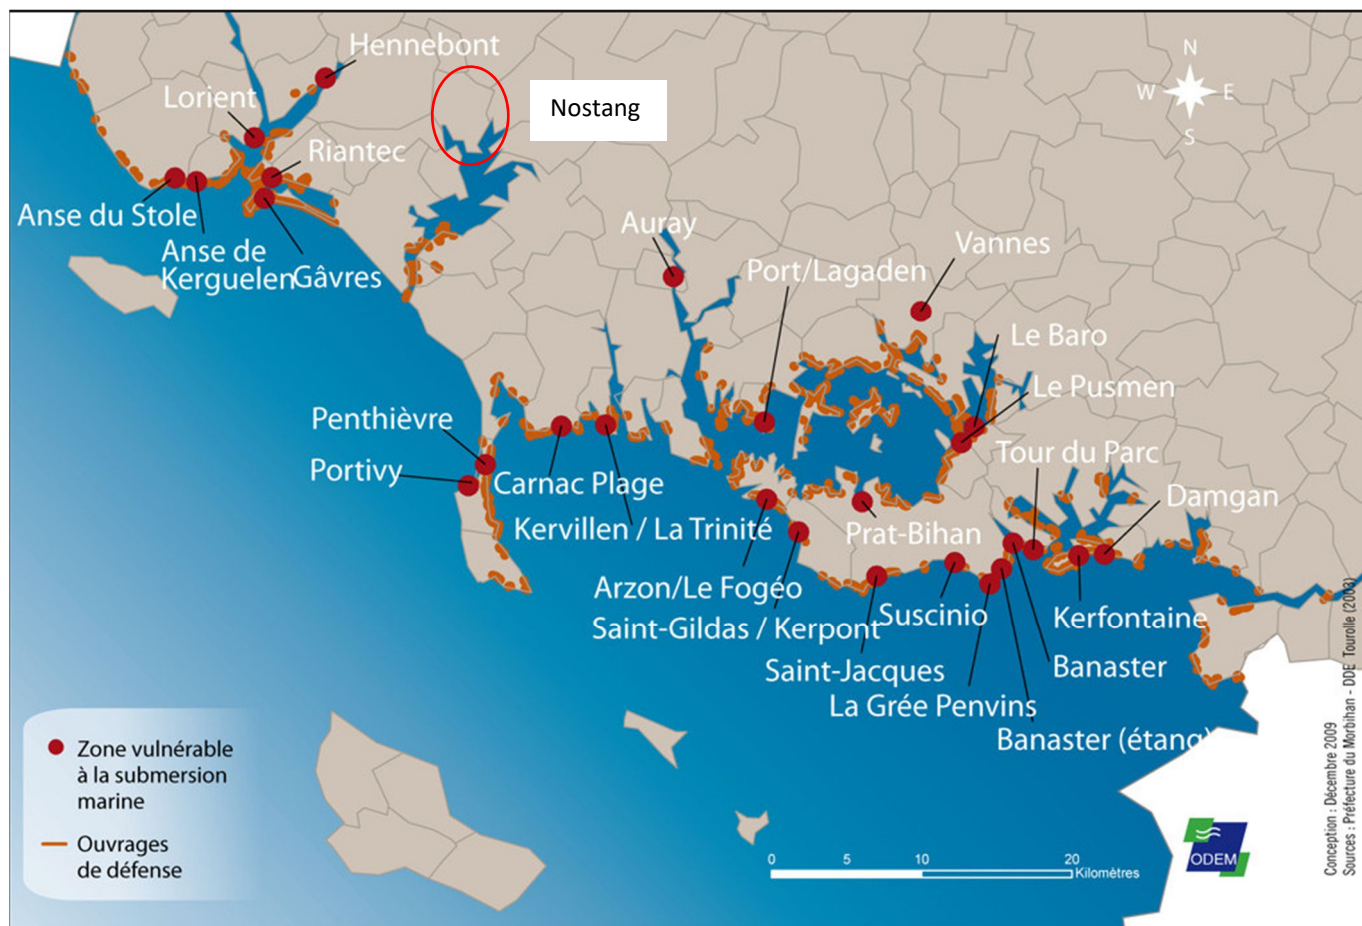 Hennebont
N
W
E
S
Nostang
Lorient
Riantec
Anse du Stole
Anse de
Kerguelen
Gâvres
Auray
Port/Lagaden
Vannes
Le Baro
Le Pusmen
Penthièvre
Portivy
Carnac Plage
Tour du Parc
Damgan
Kervillen / La Trinité
Prat-Bihan
Arzon/Le Fogéo
Saint-Gildas / Kerpont
Suscinio
Kerfontaine
Saint-Jacques
Banaster
La Grée Penvins
Banaster (étang)
Zone vulnérable
à la submersion
marine
Ouvrages
de défense
0 5 10 20
Kilomètres
ODEM
Conception : Décembre 2009
Sources : Préfecture du Morbihan - DDE Tourolle (2003)